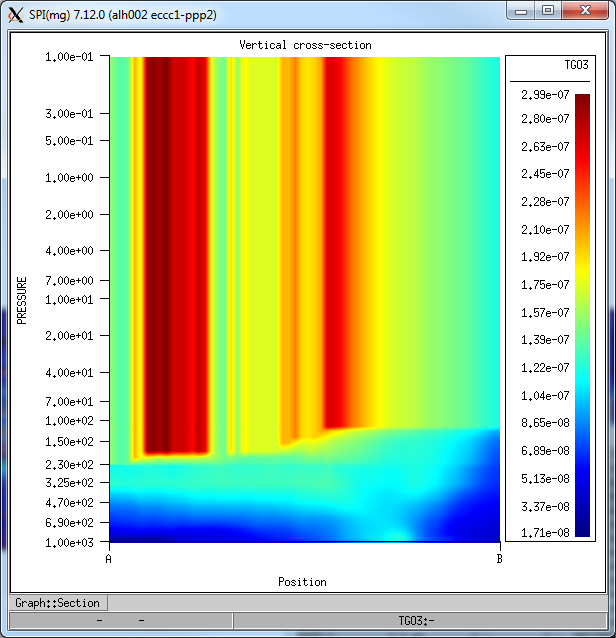 SPI(mg) 7.12.0 (alh002 eccc1-ppp2)
Vertical cross-section
TGO3
1.00e-01
3.00e-01
5.00e-01
1.00e+00
2.00e+00
4.00e+00
7.00e+00
1.00e+01
2.00e+01
4.00e+01
7.00e+01
1.00e+02
1.50e+02
2.30e+02
3.25e+02
4.70e+02
6.90e+02
1.00e+03
PRESSURE
A
B
Position
2.99e-07
2.80e-07
2.63e-07
2.45e-07
2.28e-07
2.10e-07
1.92e-07
1.75e-07
1.57e-07
1.39e-07
1.22e-07
1.04e-07
8.65e-08
6.89e-08
5.13e-08
3.37e-08
1.71e-08
Graph::Section
- -
TGO3:-